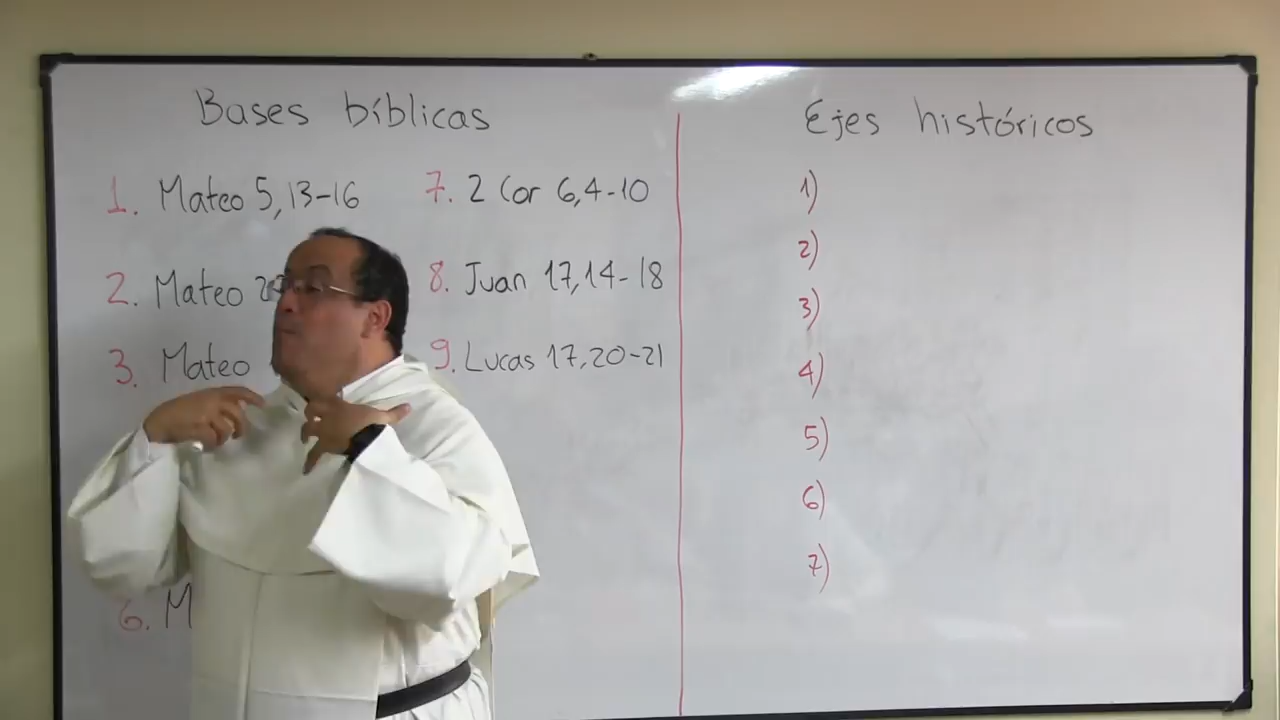 Bases bíblicas
1. Mateo 5,13-16
2. Mateo
3. Mateo
6. M
7. 2 Cor 6,4-10
8. Juan 17,14-18
9. Lucas 17,20-21
Ejes históricos
1)
2)
3)
4)
5)
6)
7)